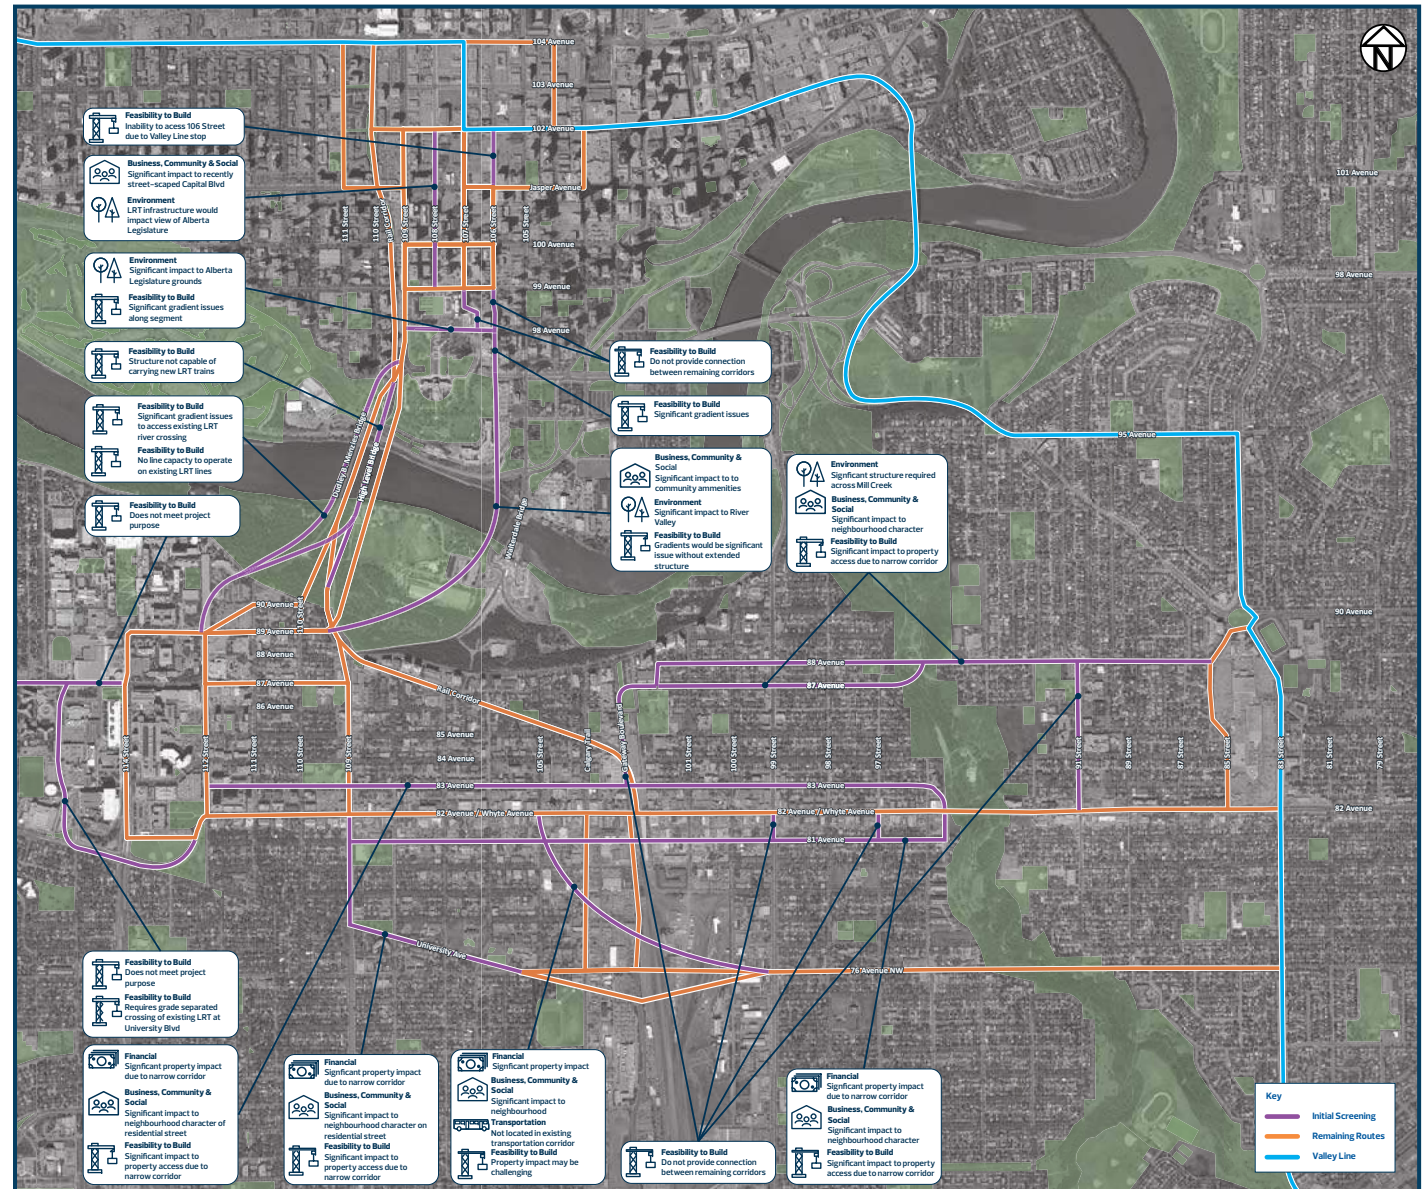 N
104 Avenue
103 Avenue
102 Avenue
Jasper Avenue
101 Avenue
100 Avenue
99 Avenue
98 Avenue
98 Avenue
95 Avenue
90 Avenue
111 Street
110 Street
Rail Corridor
109 Street
108 Street
107 Street
106 Street
105 Street
Feasibility to Build
Inability to acess 106 Street
due to Valley Line stop
Business, Community & Social
Significant impact to recently
street-scaped Capital Blvd
Environment
LRT infrastructure would
impact view of Alberta
Legislature
Environment
Significant impact to Alberta
Legislature grounds
Feasibility to Build
Significant gradient issues
along segment
Feasibility to Build
Structure not capable of
carrying new LRT trains
Feasibility to Build
Significant gradient issues
to access existing LRT
river crossing
Feasibility to Build
No line capacty to operate
on existing LRT lines
Feasibility to Build
Does not meet project
purpose
Feasibility to Build
Do not provide connection
between remaining corridors
Feasibility to Build
Significant gradient issues
Business, Community &
Social
Significant impact to to
community ammenities
Environment
Significant impact to River
Valley
Feasibility to Build
Gradients would be significant
issue without extended
structure
Environment
Signficant structure required
across Mill Creek
Business, Community &
Social
Significant impact to
neighbourhood character
Feasibility to Build
Signficant impact to property
access due to narrow corridor
Dudley B. Menzies Bridge
High Level Bridge
Walterdale Bridge
90 Avenue
110 Street
89 Avenue
88 Avenue
87 Avenue
86 Avenue
85 Avenue
84 Avenue
83 Avenue
82 Avenue / Whyte Avenue
Rail Corridor
88 Avenue
87 Avenue
83 Avenue
82 Avenue / Whyte Avenue
81 Avenue
82 Avenue
114 Street
112 Street
111 Street
110 Street
109 Street
105 Street
Calgary Trail
Gateway Boulevard
101 Street
100 Street
99 Street
98 Street
97 Street
91 Street
89 Street
87 Street
85 Street
83 Street
81 Street
79 Street
University Ave
76 Avenue NW
Feasibility to Build
Does not meet project
purpose
Feasibility to Build
Requires grade separated
crossing of existing LRT at
University Blvd
Financial
Signficant property impact
due to narrow corridor
Business, Community &
Social
Significant impact to
neighbourhood character of
residential street
Feasibility to Build
Significant impact to
property access due to
narrow corridor
Financial
Signficant property impact
due to narrow corridor
Business, Community &
Social
Significant impact to
neighbourhood character on
residential street
Feasibility to Build
Significant impact to
property access due to
narrow corridor
Financial
Signficant property impact
Business, Community &
Social
Significant impact to
neighbourhood
Transportation
Not located in existing
transportation corridor
Feasibility to Build
Property impact may be
challenging
Feasibility to Build
Do not provide connection
between remaining corridors
Financial
Signficant property impact
due to narrow corridor
Business, Community &
Social
Significant impact to
neighbourhood character
Feasibility to Build
Significant impact to property
access due to narrow corridor
Key
Initial Screening
Remaining Routes
Valley Line